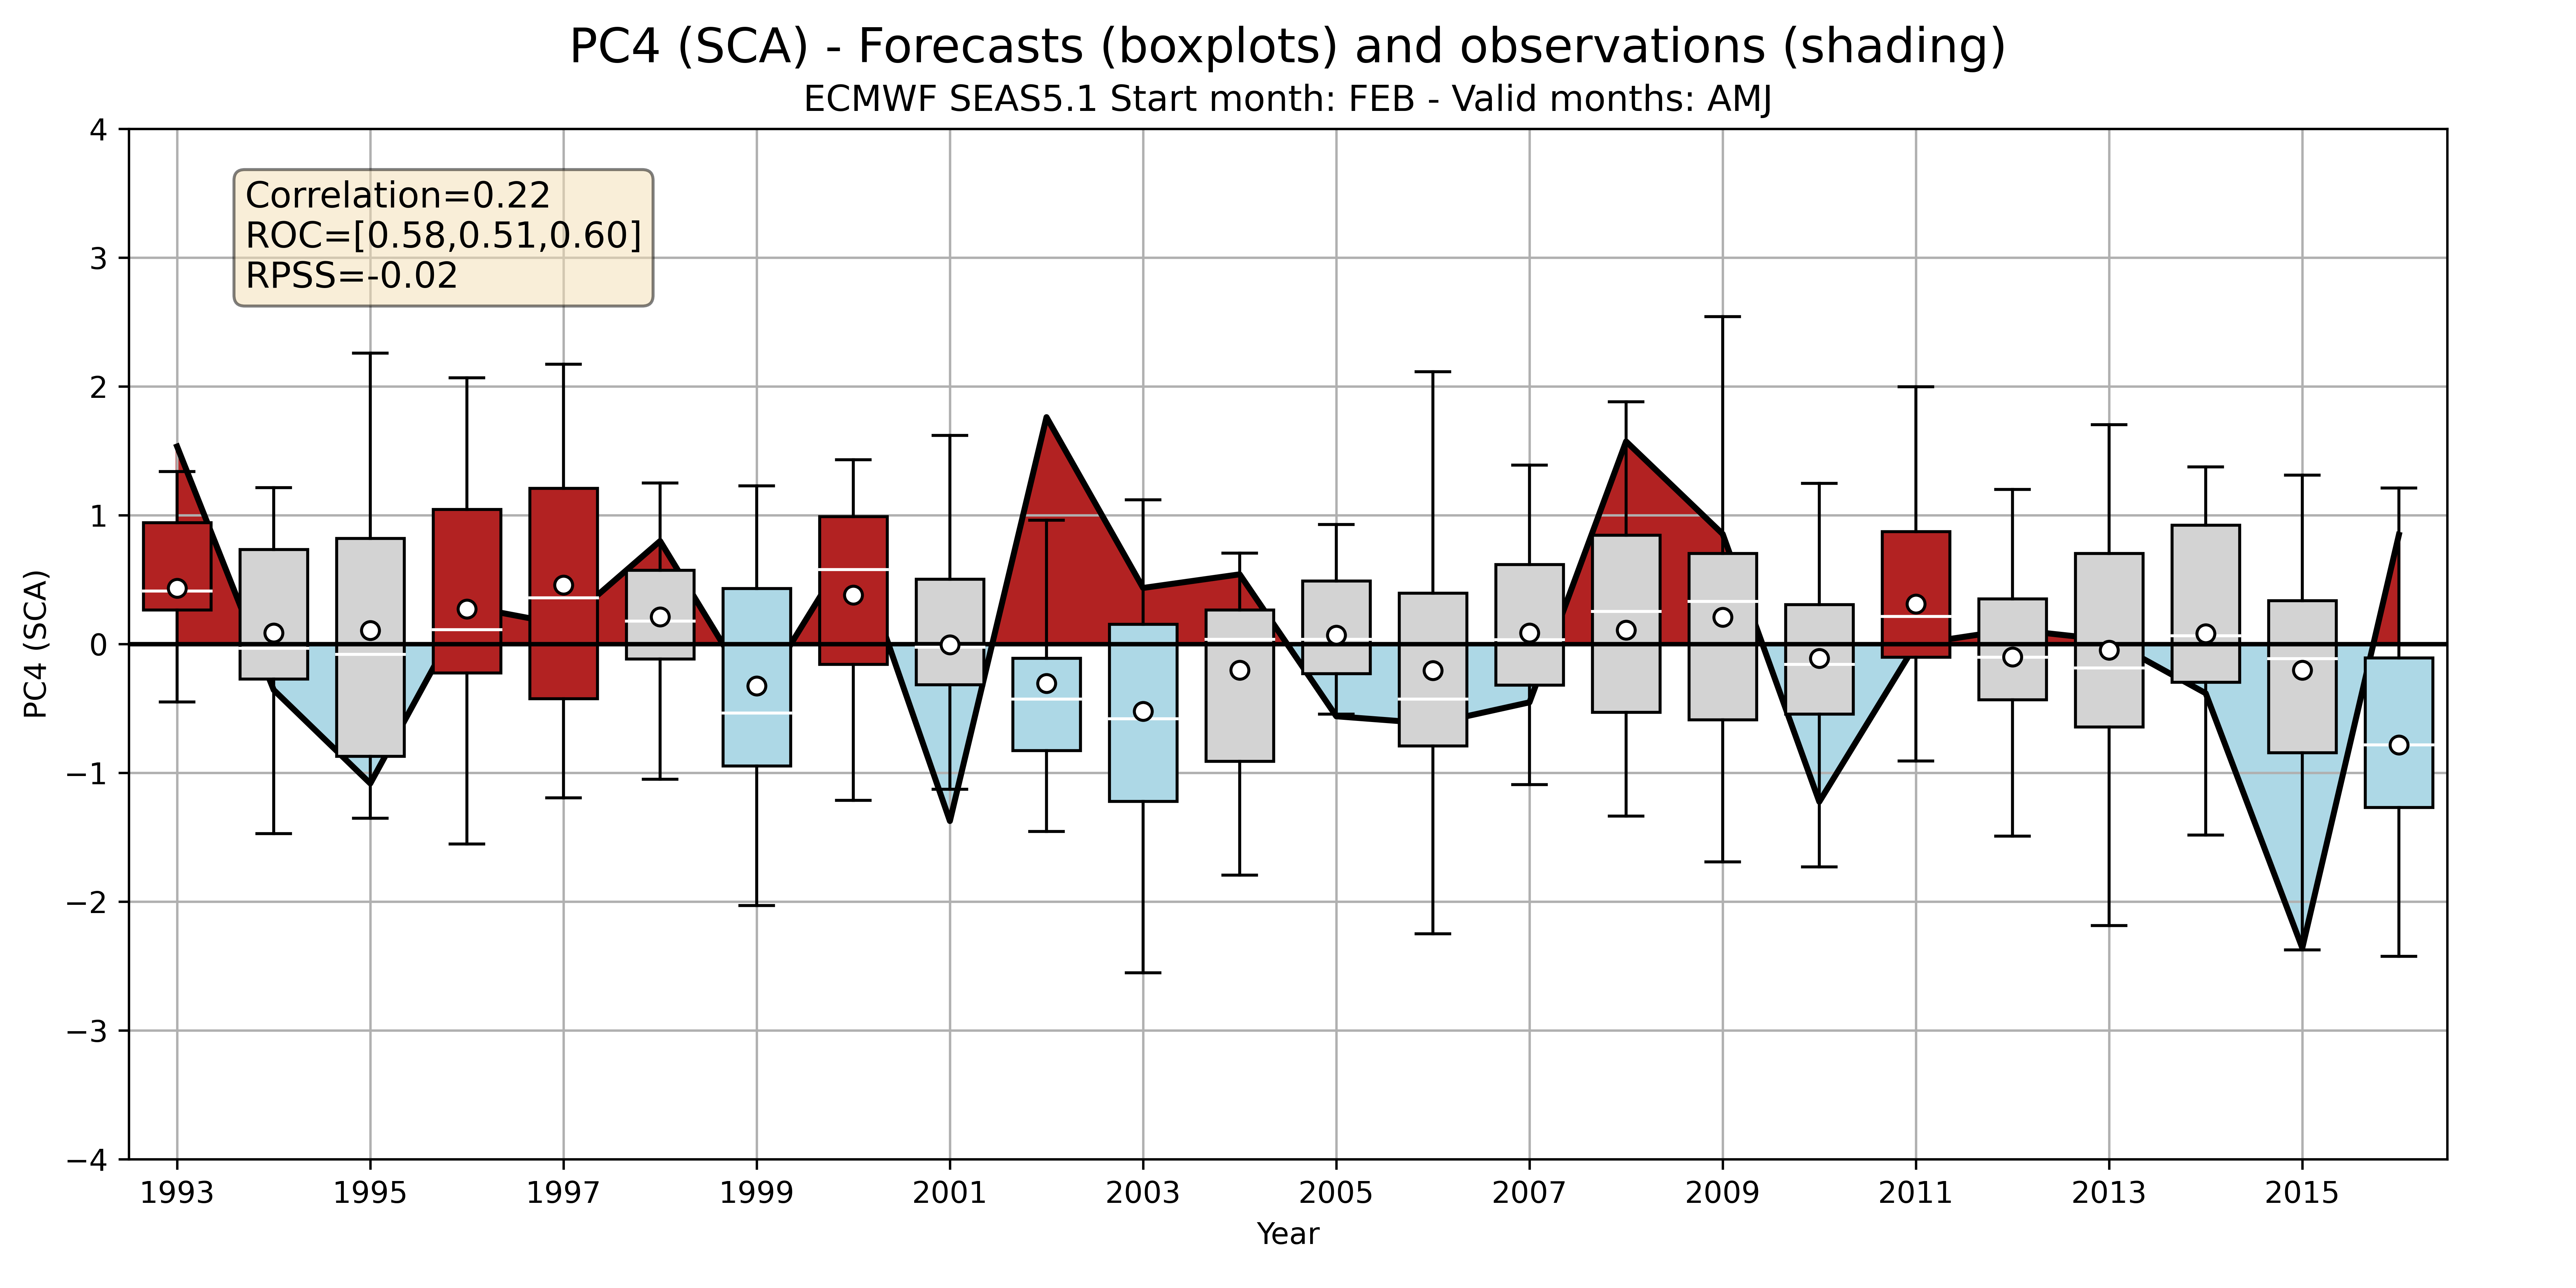 PC4 (SCA) - Forecasts (boxplots) and observations (shading)
ECMWF SEAS5.1 Start month: FEB - Valid months: AMJ
Correlation=0.22
ROC=[0.58,0.51,0.60]
RPSS=-0.02
PC4 (SCA)
4
3
2
1
0
−1
−2
−3
−4
1993 1995 1997 1999 2001 2003 2005 2007 2009 2011 2013 2015
Year